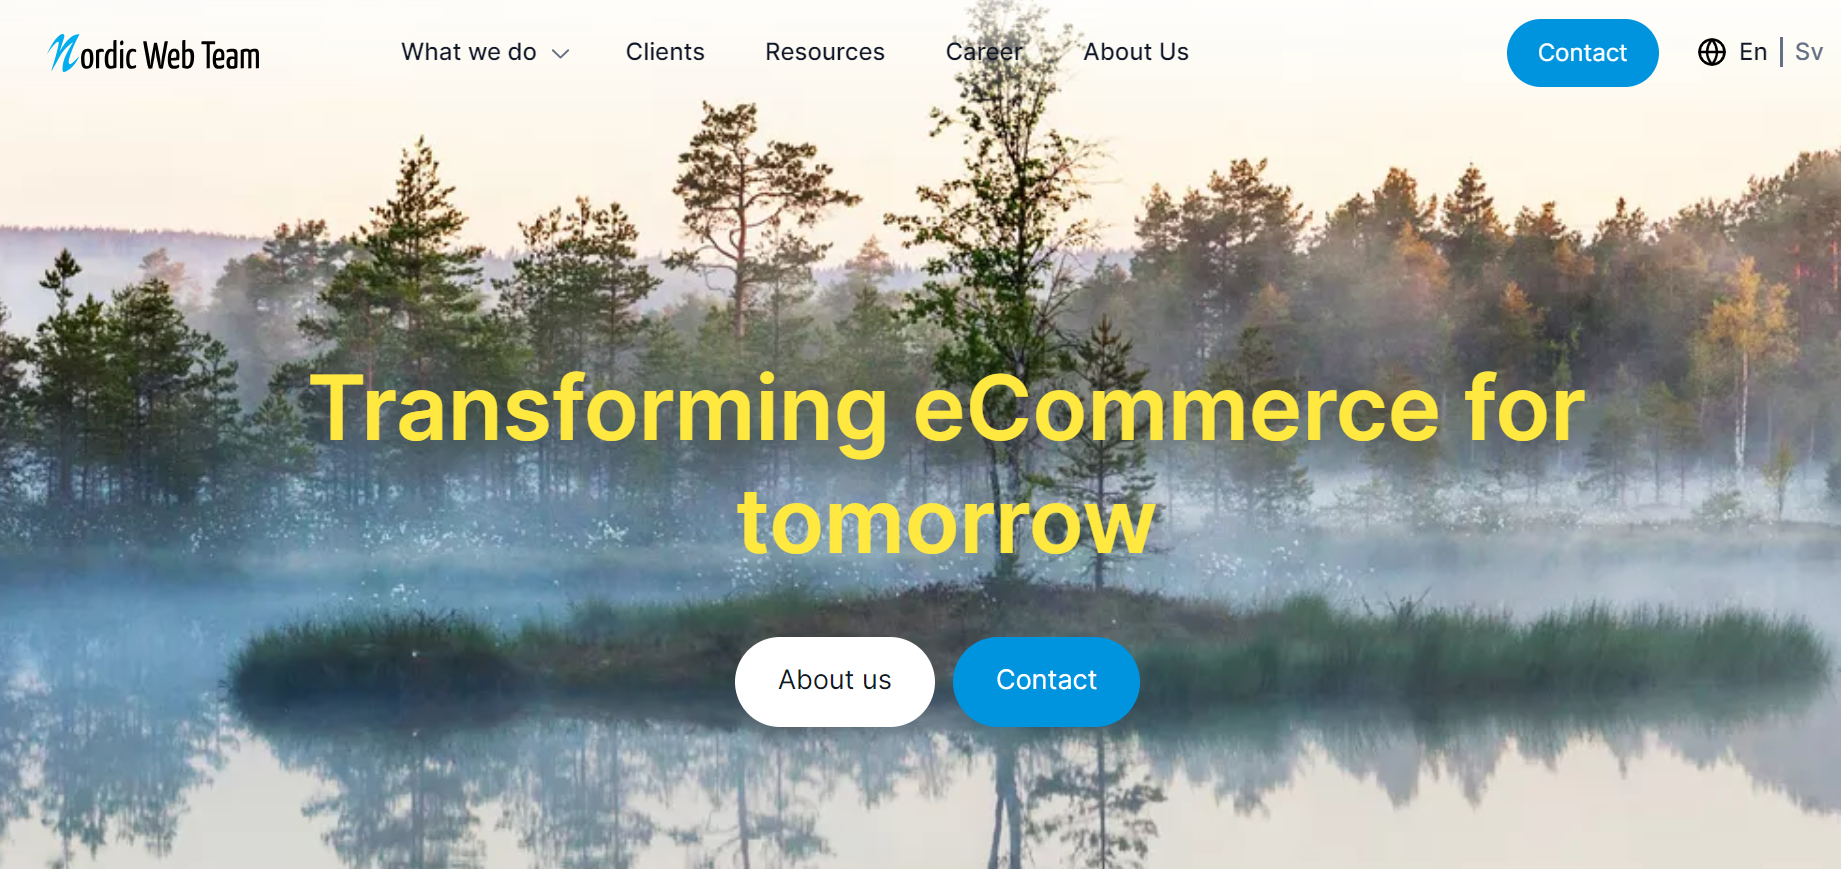 Nordic Web Team
What we do
Clients
Resources
Career
About Us
Contact
En | Sv
Transforming eCommerce for
tomorrow
About us
Contact